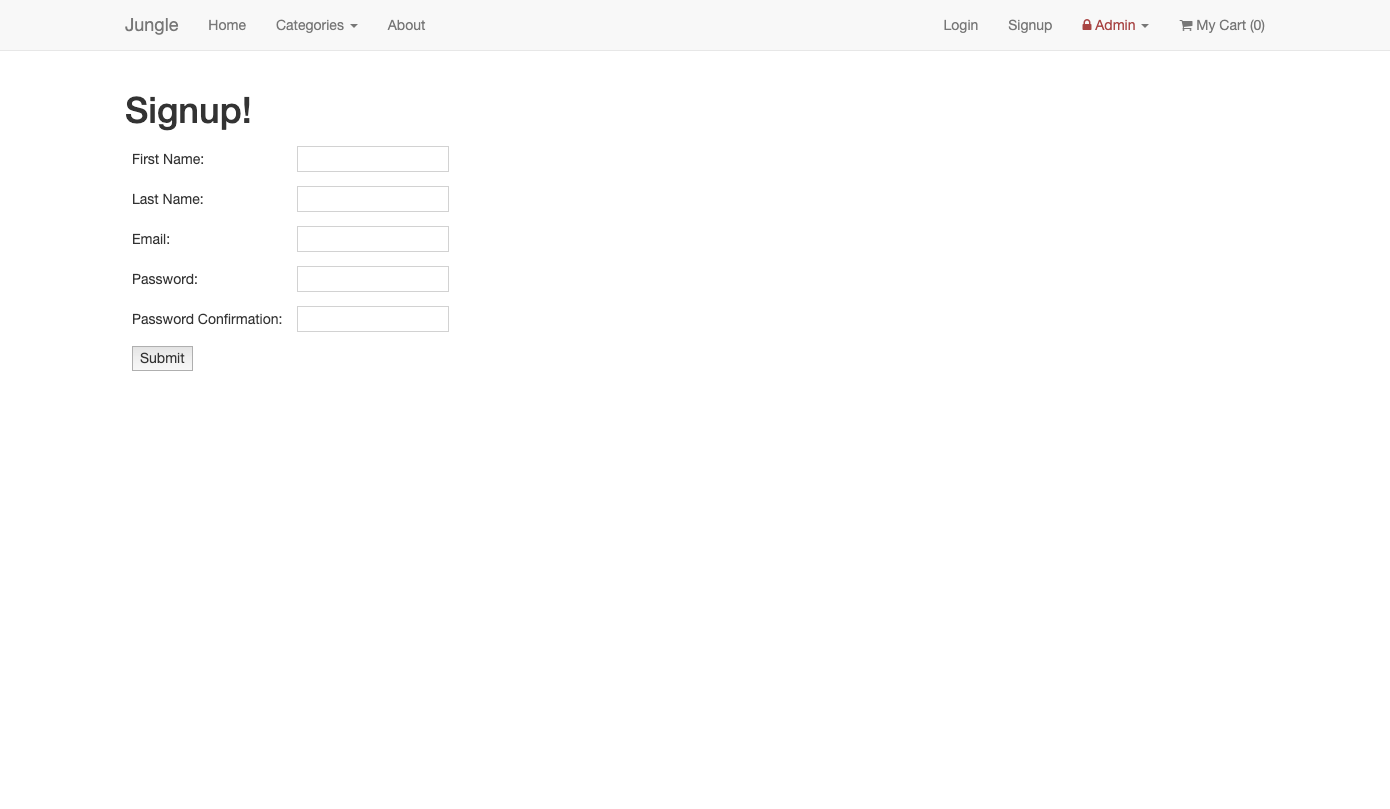 Jungle Home Categories About Login Signup Admin My Cart (0)
Signup!
First Name:
Last Name:
Email:
Password:
Password Confirmation:
Submit